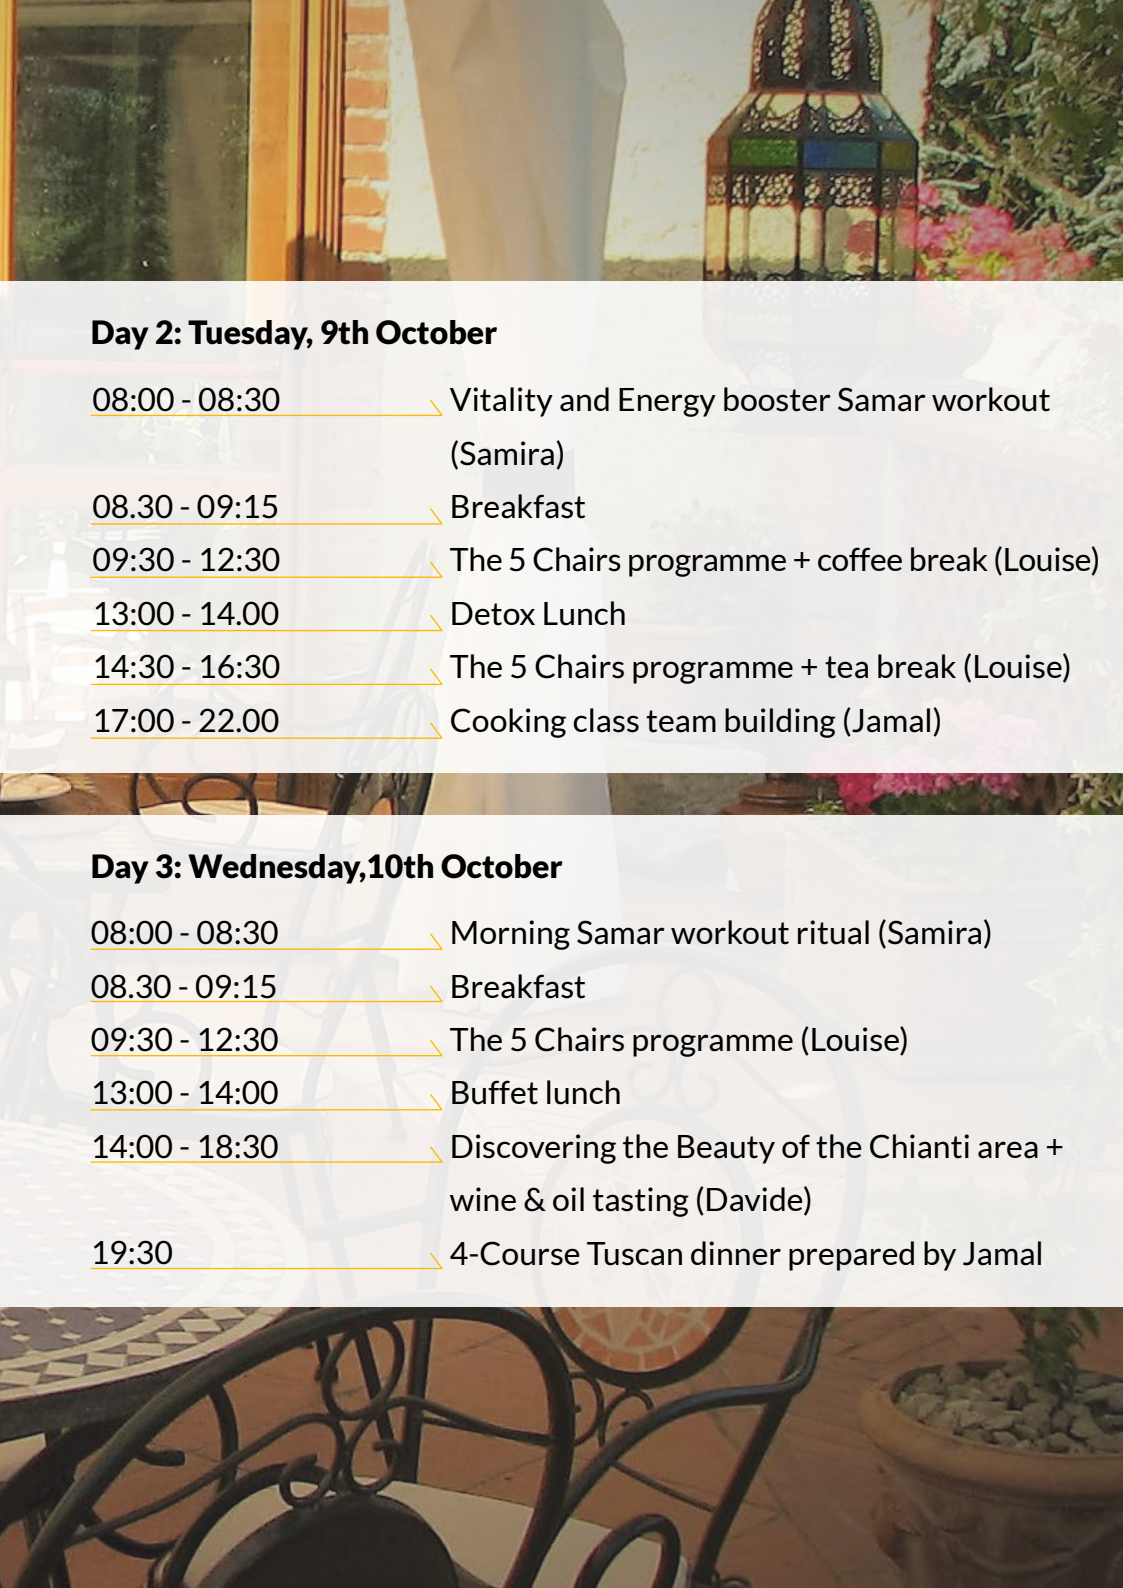 Day 2: Tuesday, 9th October
08:00 - 08:30 Vitality and Energy booster Samar workout
(Samira)
08.30 - 09:15 Breakfast
09:30 - 12:30 The 5 Chairs programme + coffee break (Louise)
13:00 - 14.00 Detox Lunch
14:30 - 16:30 The 5 Chairs programme + tea break (Louise)
17:00 - 22.00 Cooking class team building (Jamal)
Day 3: Wednesday,10th October
08:00 - 08:30 Morning Samar workout ritual (Samira)
08.30 - 09:15 Breakfast
09:30 - 12:30 The 5 Chairs programme (Louise)
13:00 - 14:00 Buffet lunch
14:00 - 18:30 Discovering the Beauty of the Chianti area +
wine & oil tasting (Davide)
19:30 4-Course Tuscan dinner prepared by Jamal